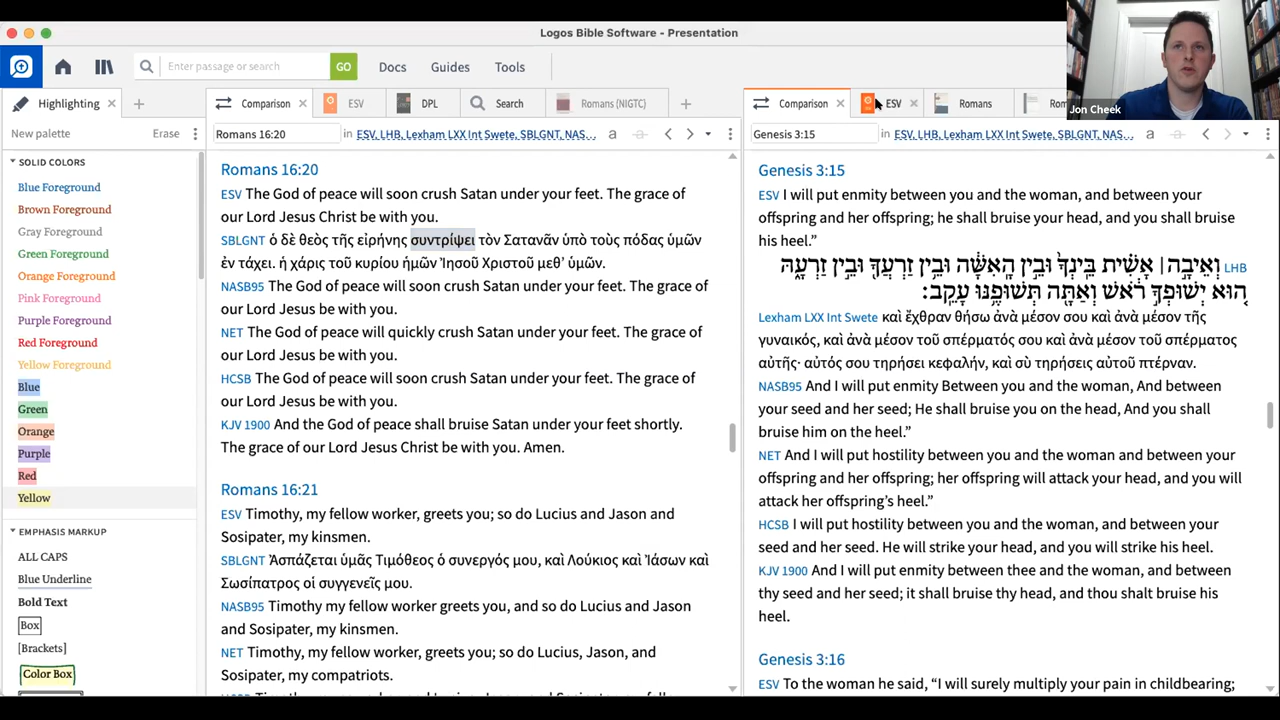 Logos Bible Software - Presentation
Enter passage or search
GO
Docs
Guides
Tools
Jon Cheek
Highlighting
Comparison
ESV
DPL
Search
Romans (NIGTC)
Comparison
ESV
Romans
New palette
Erase
SOLID COLORS
Blue Foreground
Brown Foreground
Gray Foreground
Green Foreground
Orange Foreground
Pink Foreground
Purple Foreground
Red Foreground
Yellow Foreground
Blue
Green
Orange
Purple
Red
Yellow
EMPHASIS MARKUP
ALL CAPS
Blue Underline
Bold Text
Box
[Brackets]
Color Box
Romans 16:20 in ESV, LHB, Lexham LXX Int Swete, SBLGNT, NAS... a a
Romans 16:20
ESV The God of peace will soon crush Satan under your feet. The grace of
our Lord Jesus Christ be with you.
SBLGNT ὁ δὲ θεὸς τῆς εἰρήνης συντρίψει τὸν Σατανᾶν ὑπὸ τοὺς πόδας ὑμῶν
ἐν τάχει. ἡ χάρις τοῦ κυρίου ἡμῶν Ἰησοῦ Χριστοῦ μεθ’ ὑμῶν.
NASB95 The God of peace will soon crush Satan under your feet. The grace of
our Lord Jesus be with you.
NET The God of peace will quickly crush Satan under your feet. The grace of
our Lord Jesus be with you.
HCSB The God of peace will soon crush Satan under your feet. The grace of
our Lord Jesus be with you.
KJV 1900 And the God of peace shall bruise Satan under your feet shortly.
The grace of our Lord Jesus Christ be with you. Amen.
Romans 16:21
ESV Timothy, my fellow worker, greets you; so do Lucius and Jason and
Sosipater, my kinsmen.
SBLGNT Ἀσπάζεται ὑμᾶς Τιμόθεος ὁ συνεργός μου, καὶ Λούκιος καὶ Ἰάσων καὶ
Σωσίπατρος οἱ συγγενεῖς μου.
NASB95 Timothy my fellow worker greets you, and so do Lucius and Jason
and Sosipater, my kinsmen.
NET Timothy, my fellow worker, greets you; so do Lucius, Jason, and
Sosipater, my compatriots.
Genesis 3:15 in ESV, LHB, Lexham LXX Int Swete, SBLGNT, NAS... a a
Genesis 3:15
ESV I will put enmity between you and the woman, and between your
offspring and her offspring; he shall bruise your head, and you shall bruise
his heel.”
LHB וְאֵיבָ֣ה׀ אָשִׁ֗ית בֵּֽינְךָ֙ וּבֵ֣ין הָֽאִשָּׁ֔ה וּבֵ֥ין זַרְעֲךָ֖ וּבֵ֣ין זַרְעָ֑הּ
ה֚וּא יְשׁוּפְךָ֣ רֹ֔אשׁ וְאַתָּ֖ה תְּשׁוּפֶ֥נּוּ עָקֵֽב׃
Lexham LXX Int Swete καὶ ἔχθραν θήσω ἀνὰ μέσον σου καὶ ἀνὰ μέσον τῆς
γυναικός, καὶ ἀνὰ μέσον τοῦ σπέρματός σου καὶ ἀνὰ μέσον τοῦ σπέρματος
αὐτῆς· αὐτός σου τηρήσει κεφαλήν, καὶ σὺ τηρήσεις αὐτοῦ πτέρναν.
NASB95 And I will put enmity Between you and the woman, And between
your seed and her seed; He shall bruise you on the head, And you shall
bruise him on the heel.”
NET And I will put hostility between you and the woman and between your
offspring and her offspring; her offspring will attack your head, and you will
attack her offspring’s heel.”
HCSB I will put hostility between you and the woman, and between your
seed and her seed. He will strike your head, and you will strike his heel.
KJV 1900 And I will put enmity between thee and the woman, and between
thy seed and her seed; it shall bruise thy head, and thou shalt bruise his
heel.
Genesis 3:16
ESV To the woman he said, “I will surely multiply your pain in childbearing;